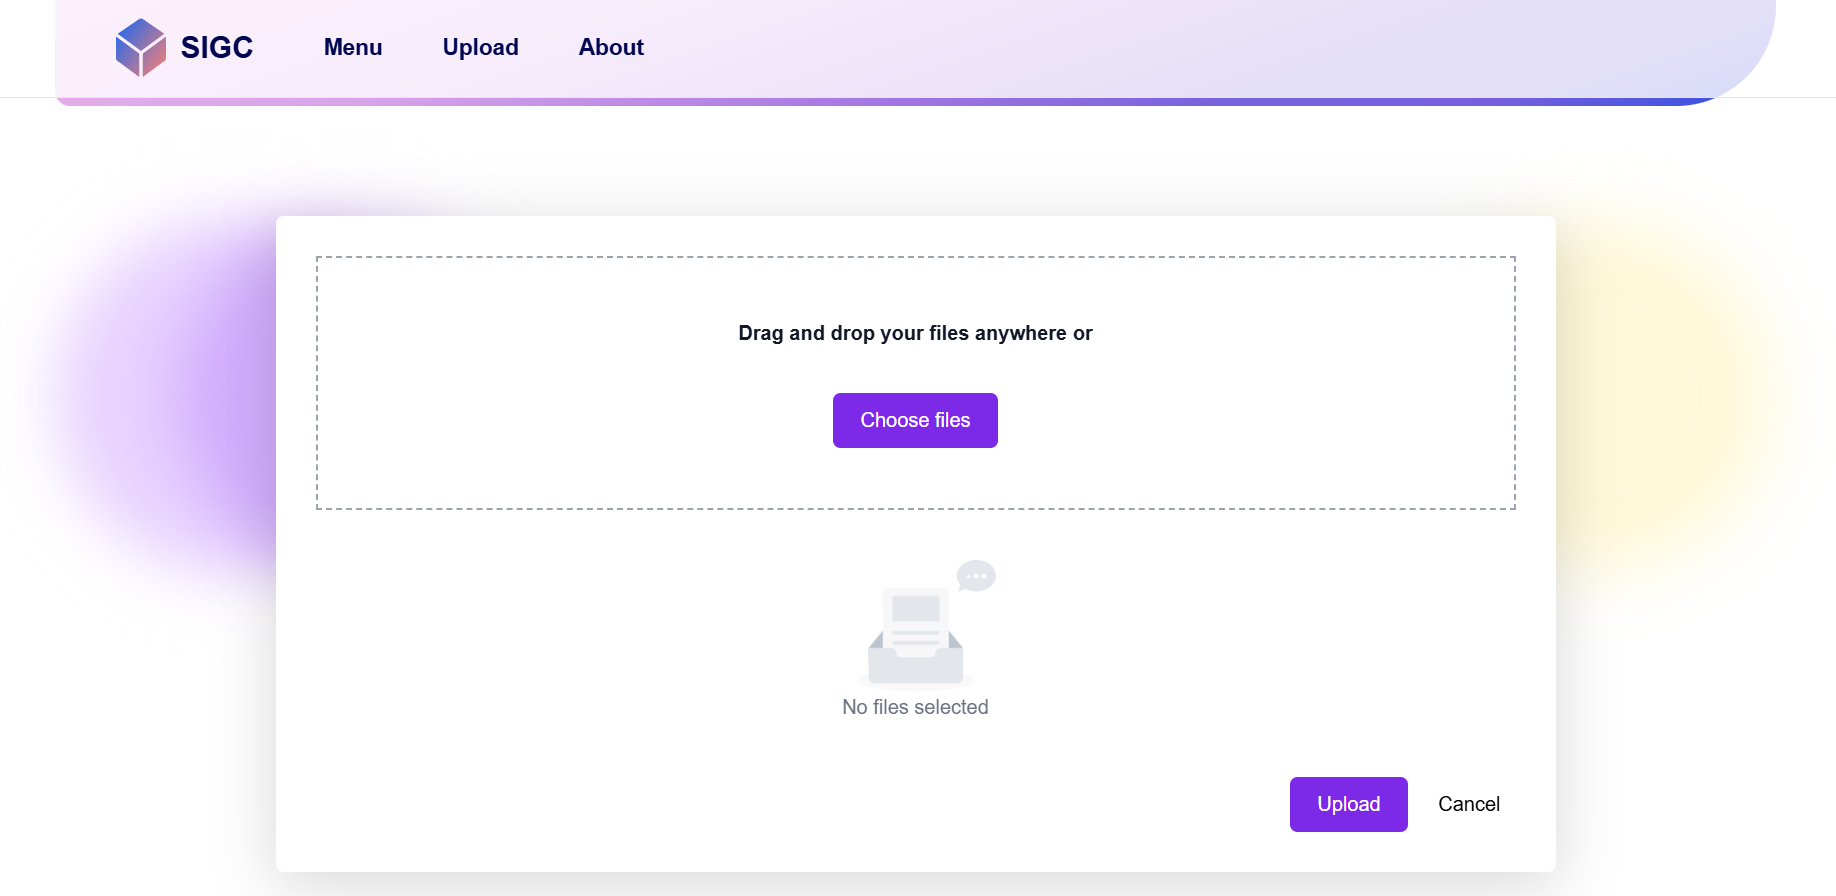 SIGC
Menu
Upload
About
Drag and drop your files anywhere or
Choose files
No files selected
Upload
Cancel